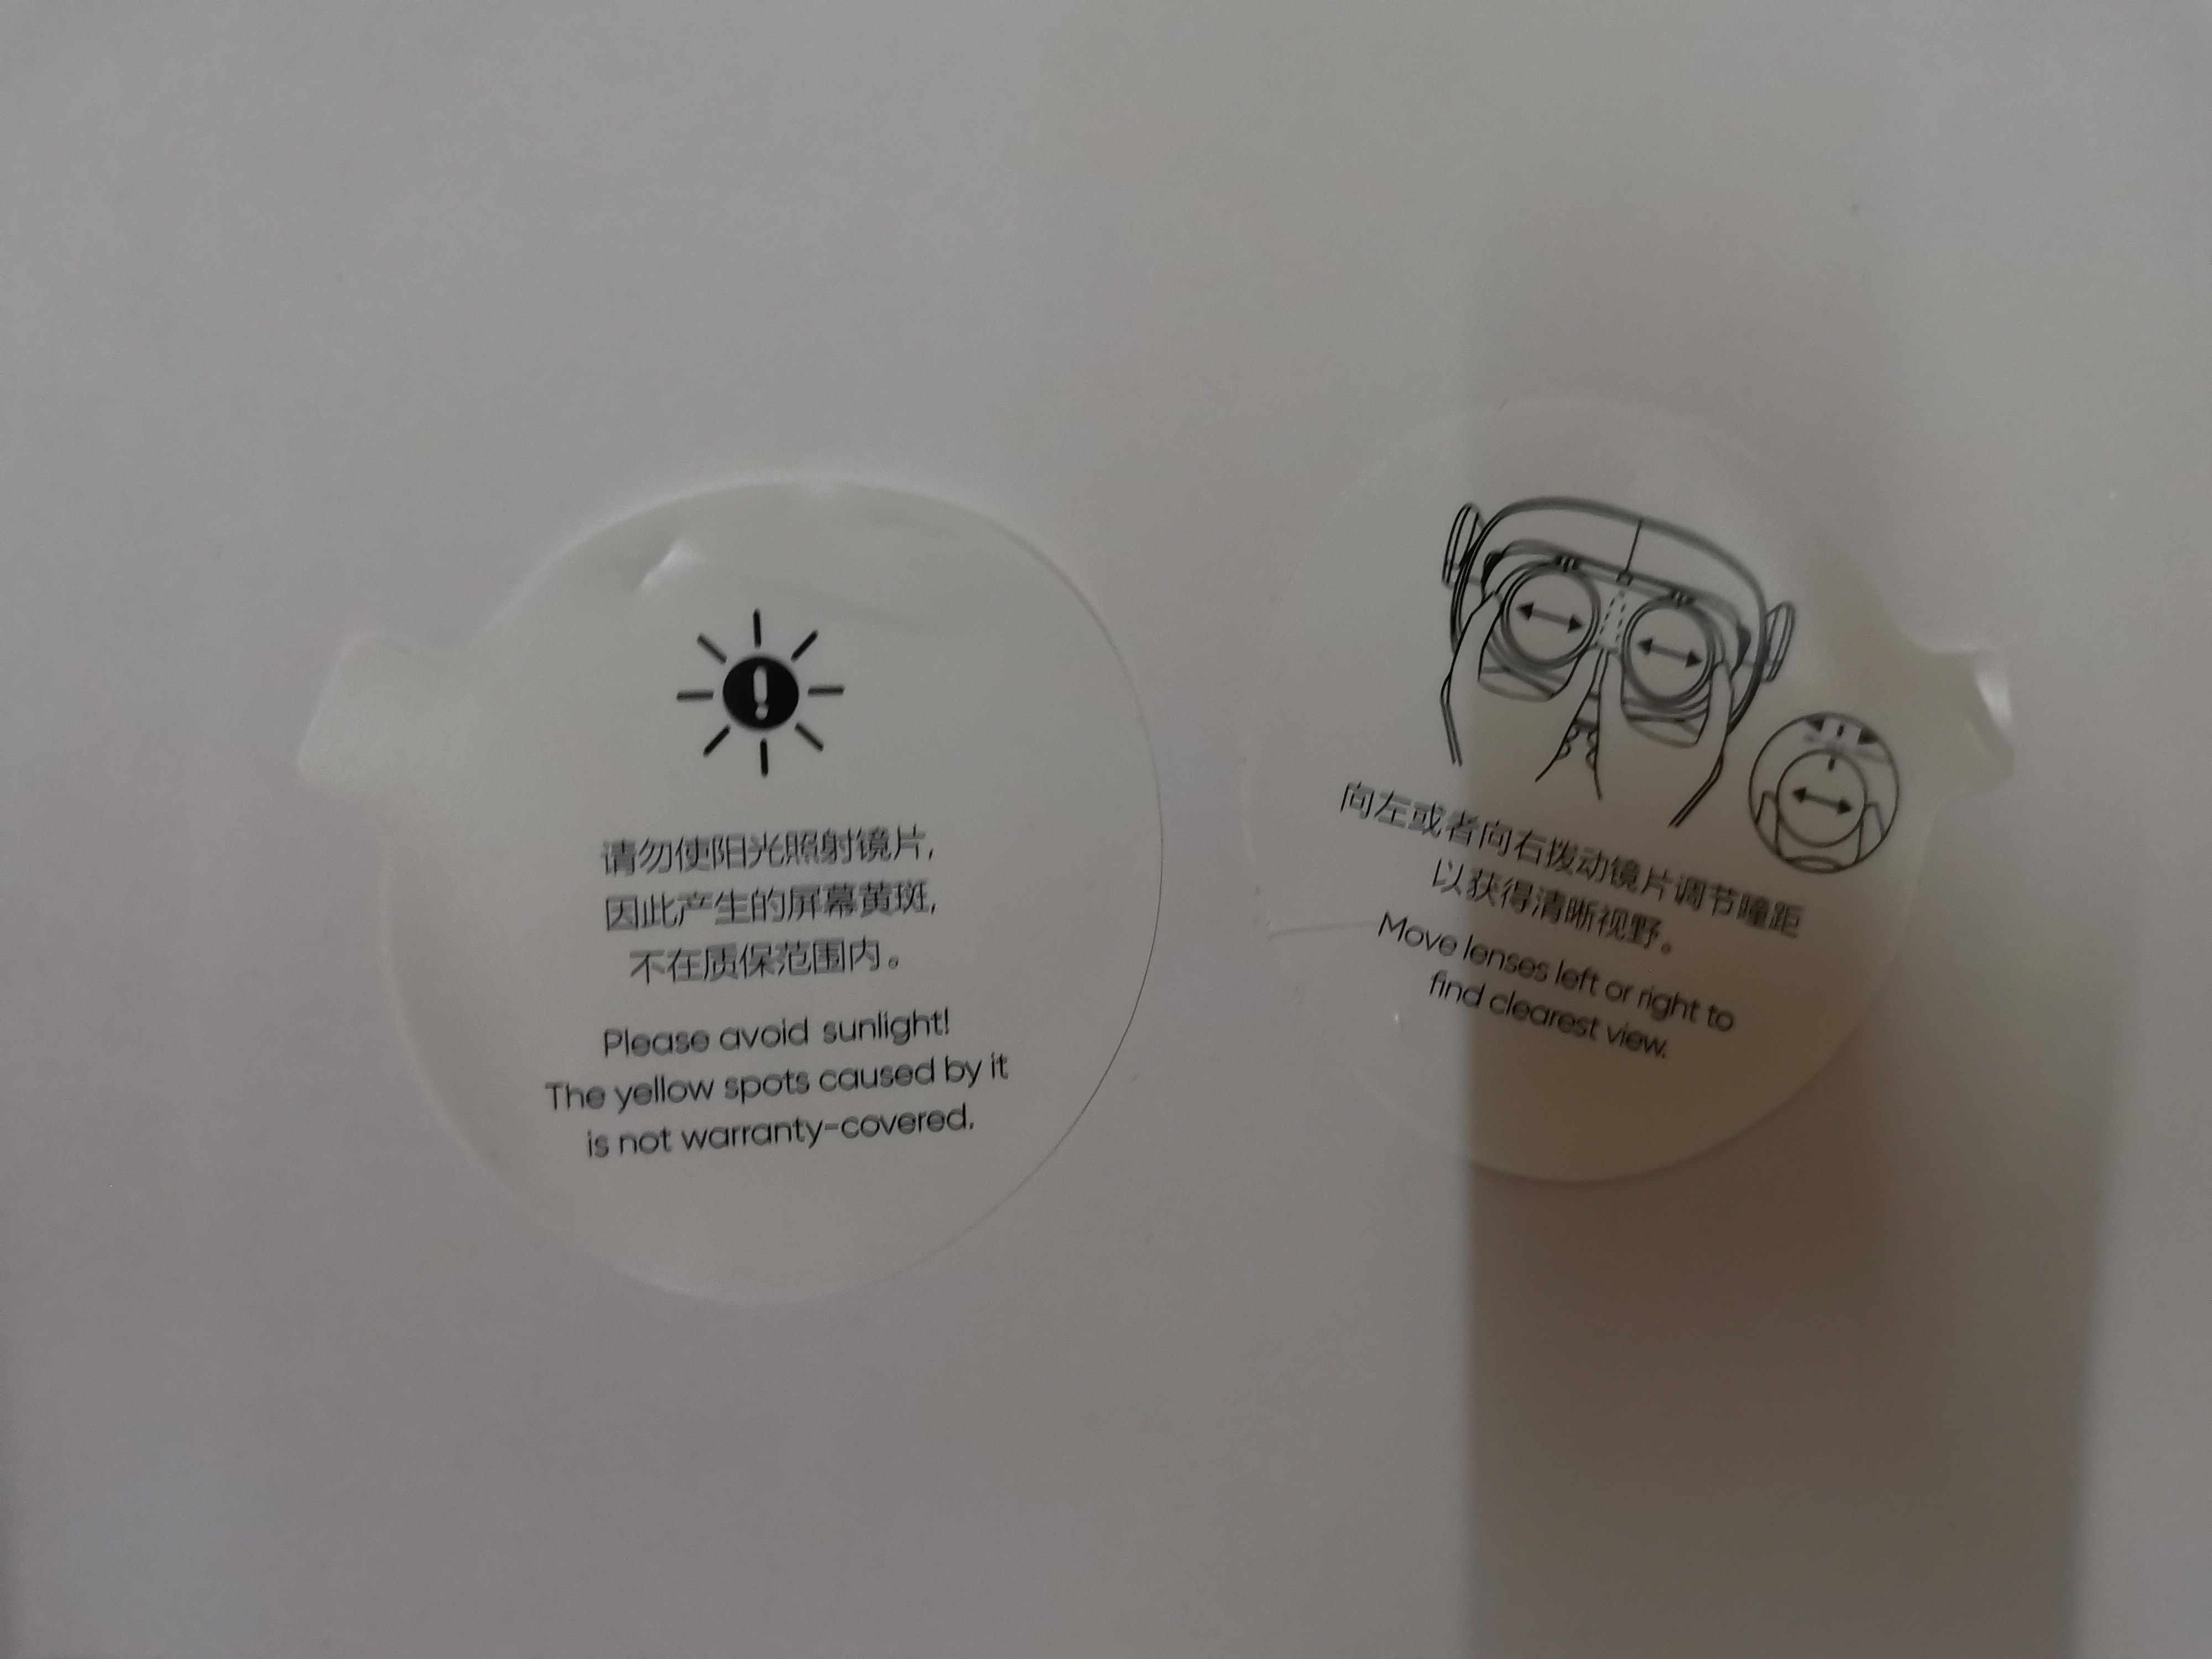 请勿使阳光照射镜片,
因此产生的屏幕黄斑,
不在质保范围内。
Please avoid sunlight!
The yellow spots caused by it
is not warranty-covered.
向左或者向右拨动镜片调节瞳距
以获得清晰视野。
Move lenses left or right to
find clearest view.